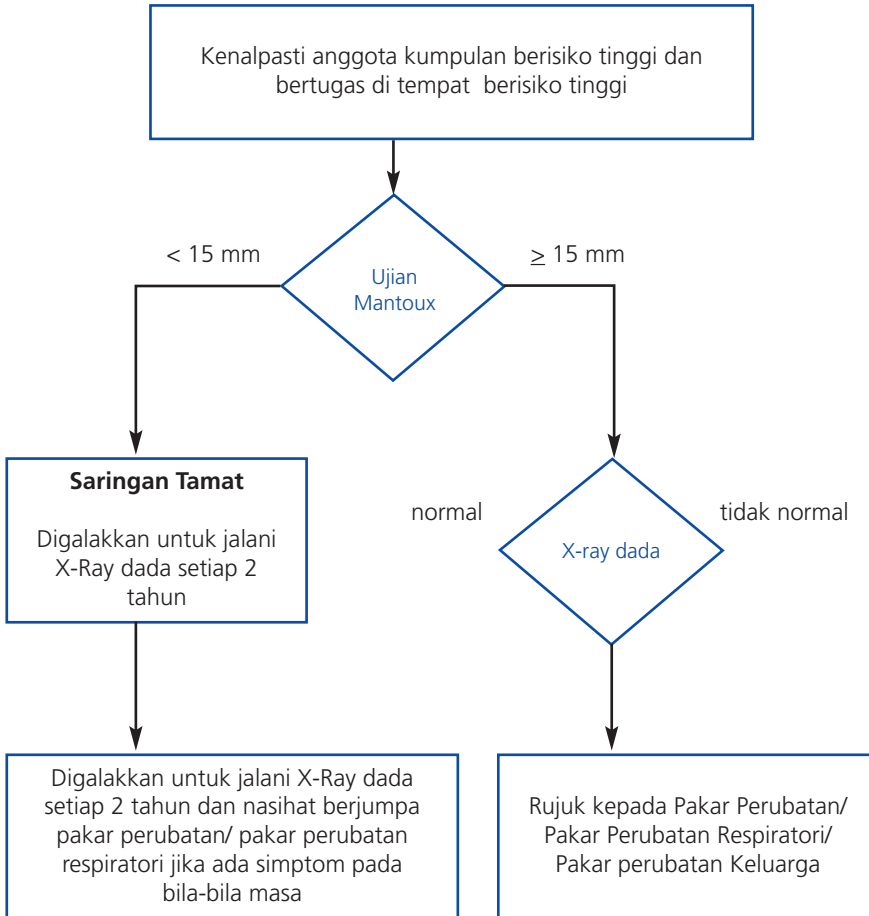 Kenalpasti anggota kumpulan berisiko tinggi dan
bertugas di tempat berisiko tinggi
< 15 mm
≥ 15 mm
Ujian
Mantoux
Saringan Tamat
Digalakkan untuk jalani
X-Ray dada setiap 2
tahun
normal
tidak normal
X-ray dada
Digalakkan untuk jalani X-Ray dada
setiap 2 tahun dan nasihat berjumpa
pakar perubatan/ pakar perubatan
respiratori jika ada simptom pada
bila-bila masa
Rujuk kepada Pakar Perubatan/
Pakar Perubatan Respiratori/
Pakar perubatan Keluarga